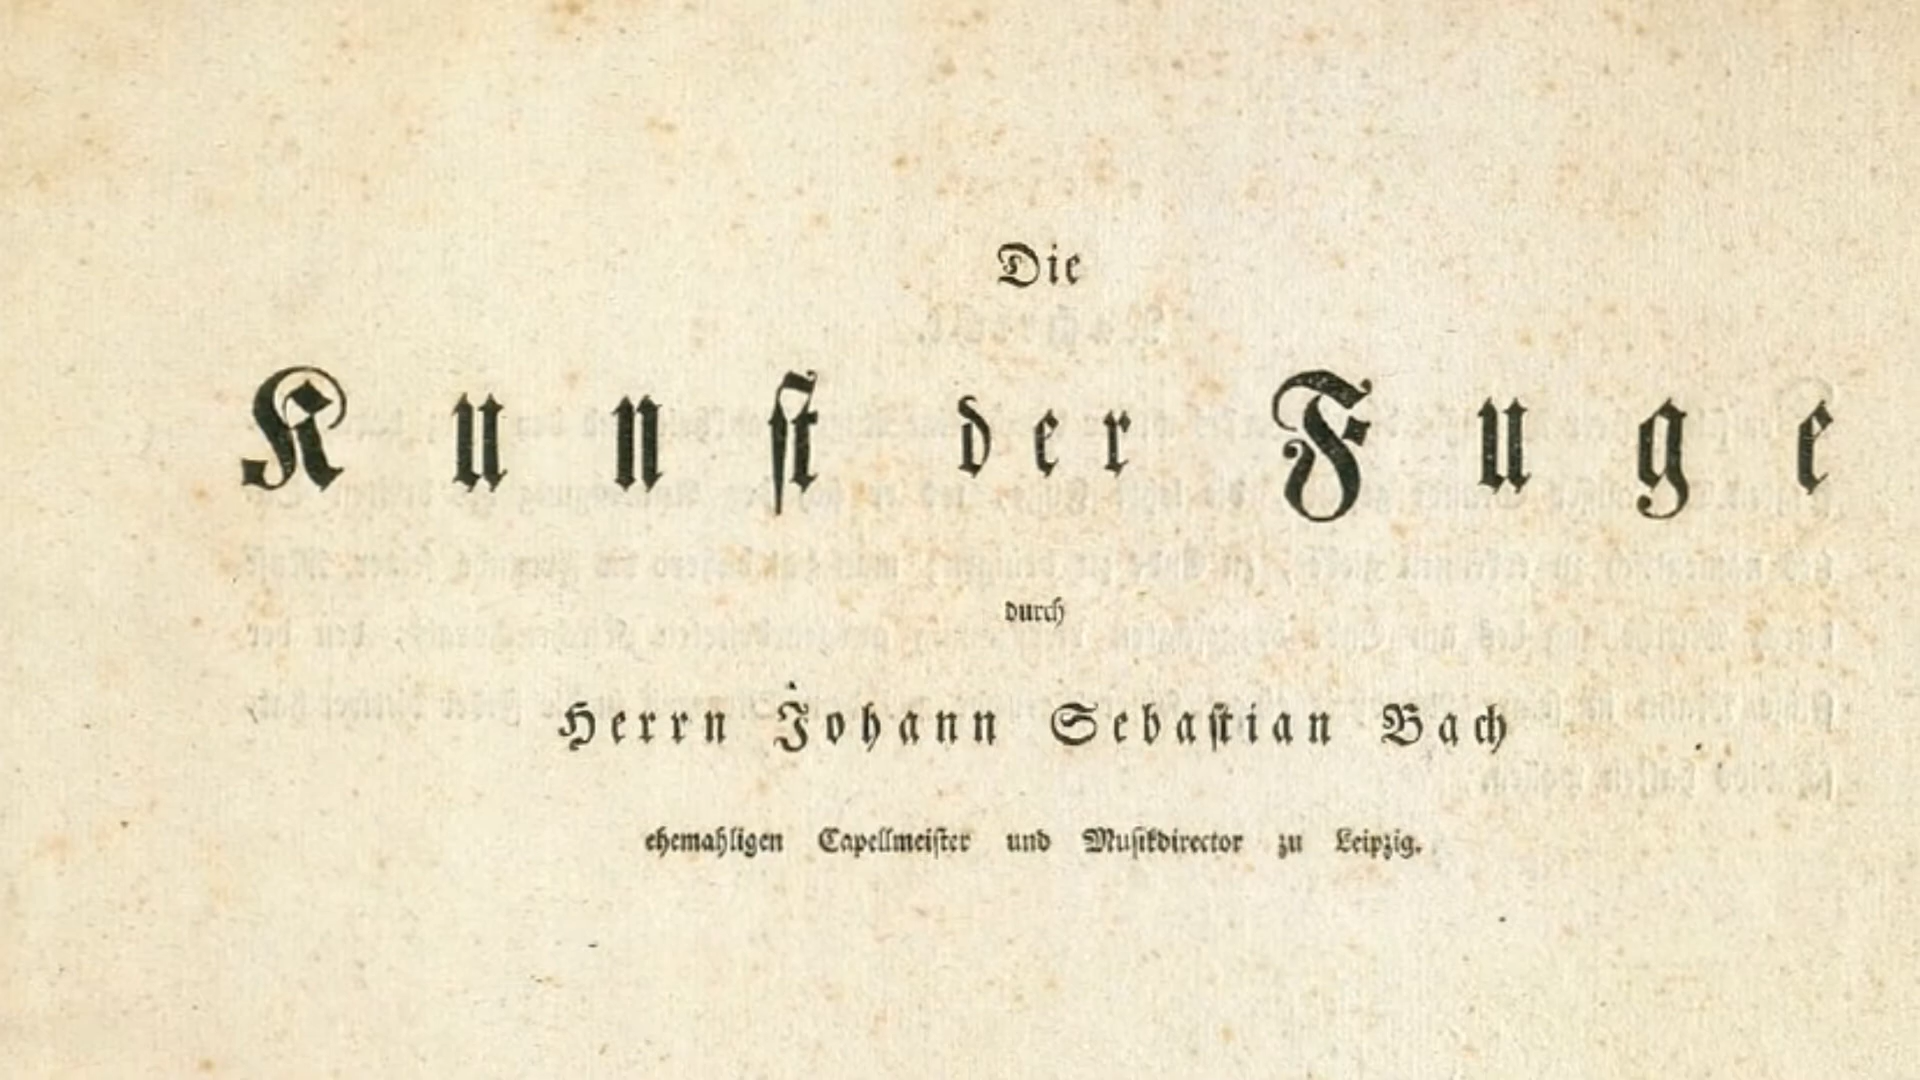 Die
Kunst der Fuge
durch
Herrn Johann Sebastian Bach
ehemahligen Capellmeister und Musikdirector zu Leipzig.